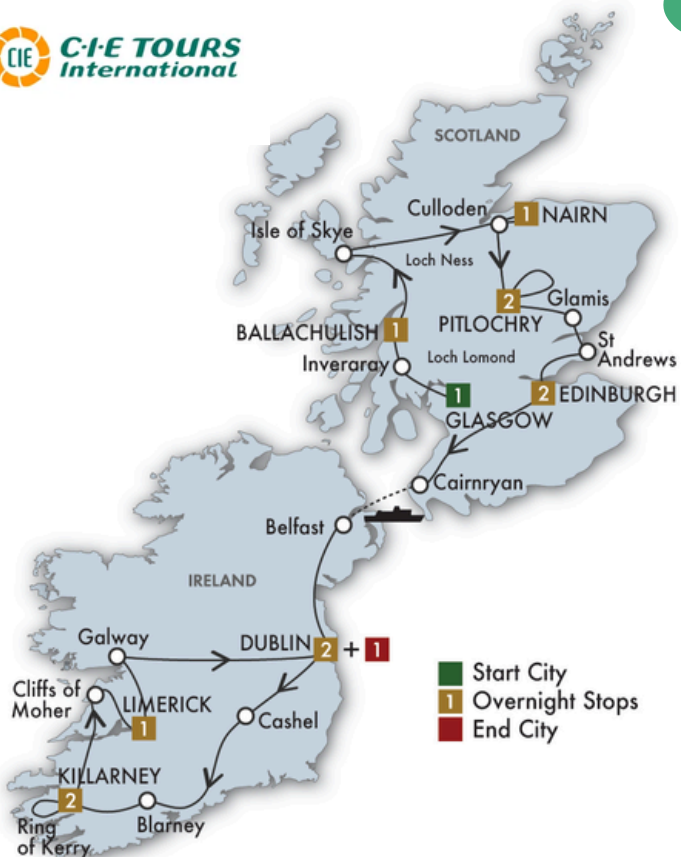 CIE
C·I·E TOURS
International
SCOTLAND
Culloden
1 NAIRN
Isle of Skye
Loch Ness
2
Glamis
PITLOCHRY
BALLACHULISH 1
St
Andrews
Inveraray
Loch Lomond
1
2 EDINBURGH
GLASGOW
Cairnryan
Belfast
IRELAND
Galway
DUBLIN 2 + 1
Cliffs of
Moher
LIMERICK
1
Cashel
KILLARNEY
2
Ring
of Kerry
Blarney
Start City
1 Overnight Stops
End City